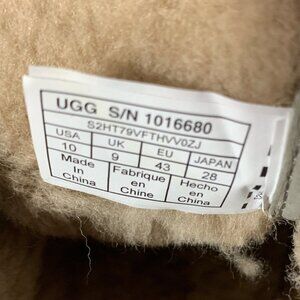 UGG S/N 1016680
S2HT79VFTHVV0ZJ
USA UK EU JAPAN
10 9 43 28
Made Fabrique Hecho
In en en
China Chine China